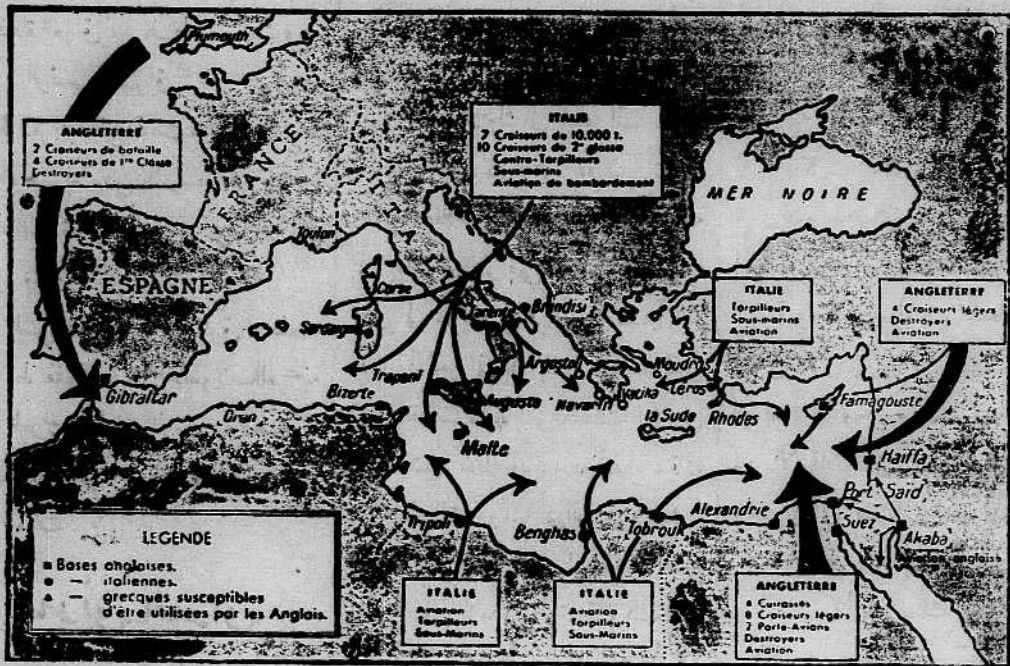 Plymouth
ANGLETERRE
2 Croiseurs de bataille
4 Croiseurs de 1re Classe
Destroyers
FRANCE
ITALIE
7 Croiseurs de 10.000 t.
10 Croiseurs de 2e classe
Contre-Torpilleurs
Sous-marins
Aviation de bombardement
MER NOIRE
ITALIE
Toulon
ESPAGNE
Corse
Sardaigne
Tarente
Brindisi
ITALIE
Torpilleurs
Sous-marins
Aviation
ANGLETERRE
4 Croiseurs légers
Destroyers
Aviation
Gibraltar
Oran
Bizerte
Trapani
Augusta
Malte
Argostoli
Navarin
Moudros
Leros
la Sude
Rhodes
Famagouste
Haiffa
Tripoli
Benghasi
Tobrouk
Alexandrie
Port Said
Suez
Akaba
LEGENDE
Bases anglaises.
— italiennes.
— grecques susceptibles
d'être utilisées par les Anglais.
ITALIE
Aviation
Torpilleurs
Sous-Marins
ITALIE
Aviation
Torpilleurs
Sous-Marins
ANGLETERRE
Cuirassés
8 Croiseurs légers
2 Porte-Avions
Destroyers
Aviation